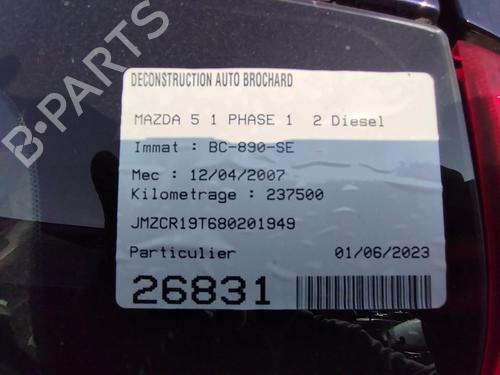 DECONSTRUCTION AUTO BROCHARD
MAZDA 5 1 PHASE 1 2 Diesel
Immat : BC-890-SE
Mec : 12/04/2007
Kilometrage : 237500
JMZCR19T680201949
Particulier 01/06/2023
26831